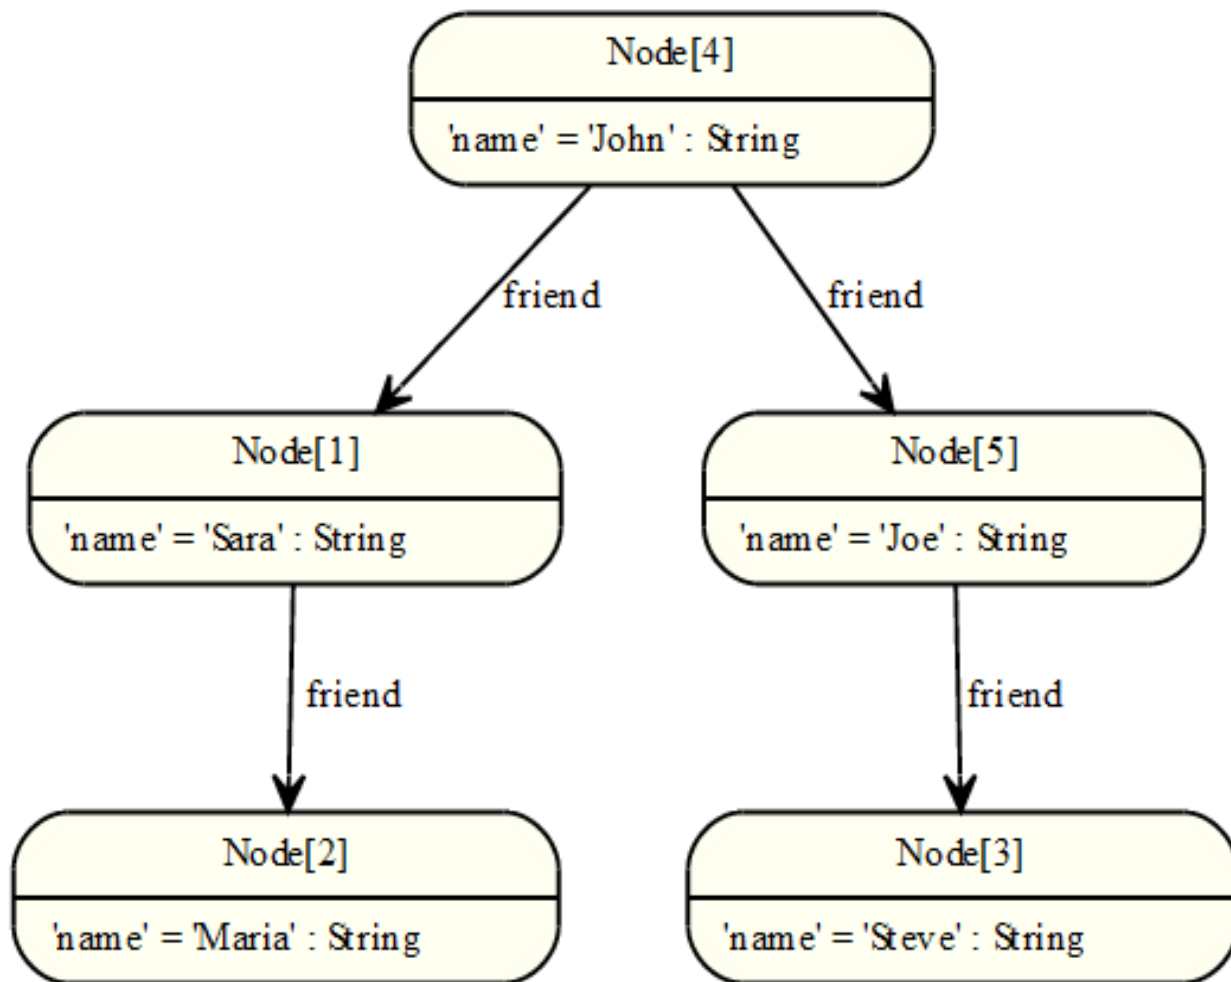 Node[4]
'name' = 'John' : String
friend
friend
Node[1]
Node[5]
'name' = 'Sara' : String
'name' = 'Joe' : String
friend
friend
Node[2]
Node[3]
'name' = 'Maria' : String
'name' = 'Steve' : String